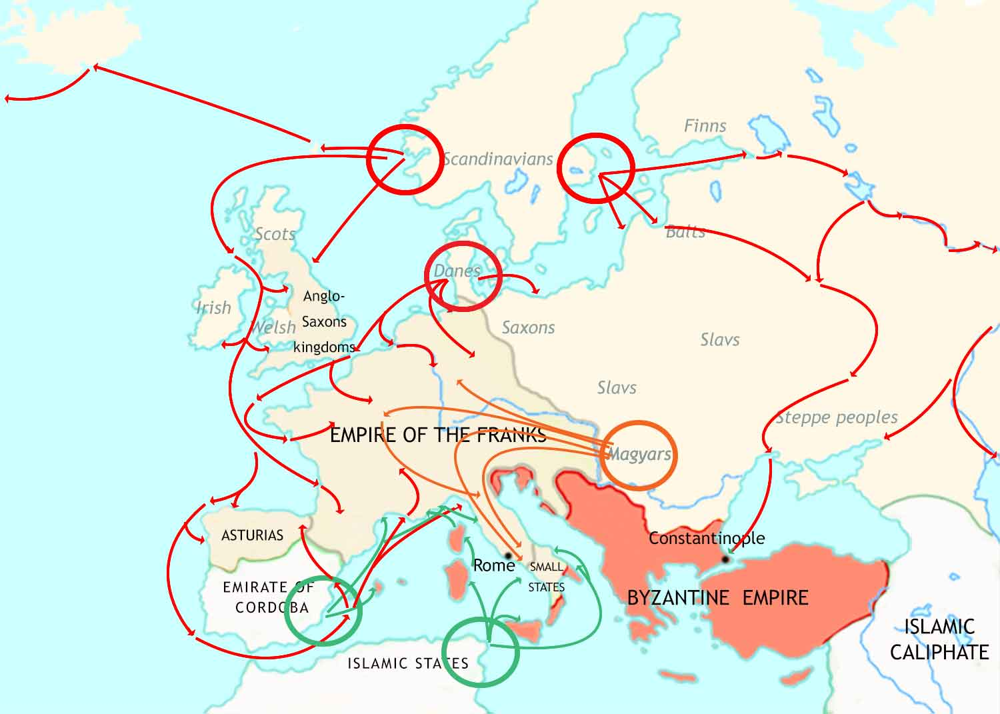 Finns
Scandinavians
Scots
Balts
Danes
Anglo-
Saxons
kingdoms
Irish
Welsh
Saxons
Slavs
Slavs
Steppe peoples
EMPIRE OF THE FRANKS
Magyars
ASTURIAS
Constantinople
Rome
SMALL
STATES
EMIRATE OF
CORDOBA
BYZANTINE EMPIRE
ISLAMIC
CALIPHATE
ISLAMIC STATES